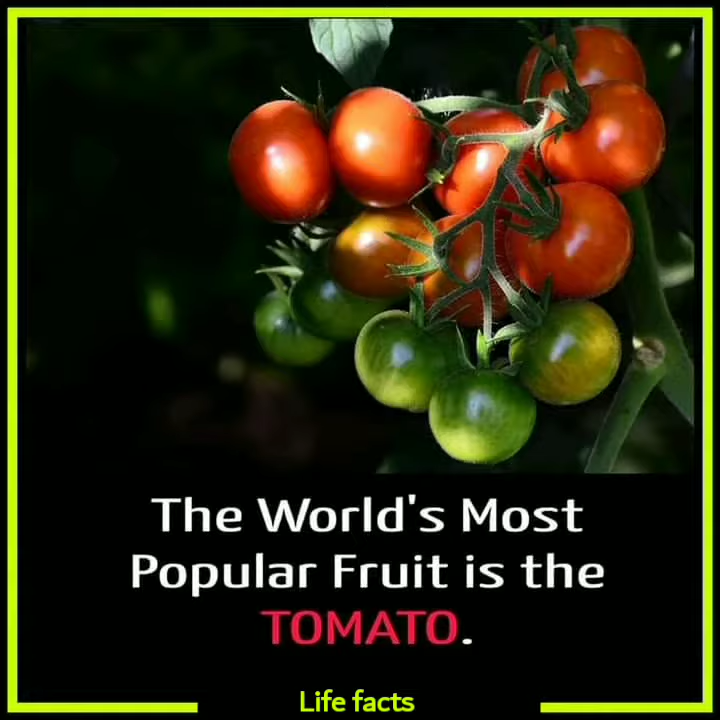 The World's Most
Popular Fruit is the
TOMATO.
Life facts